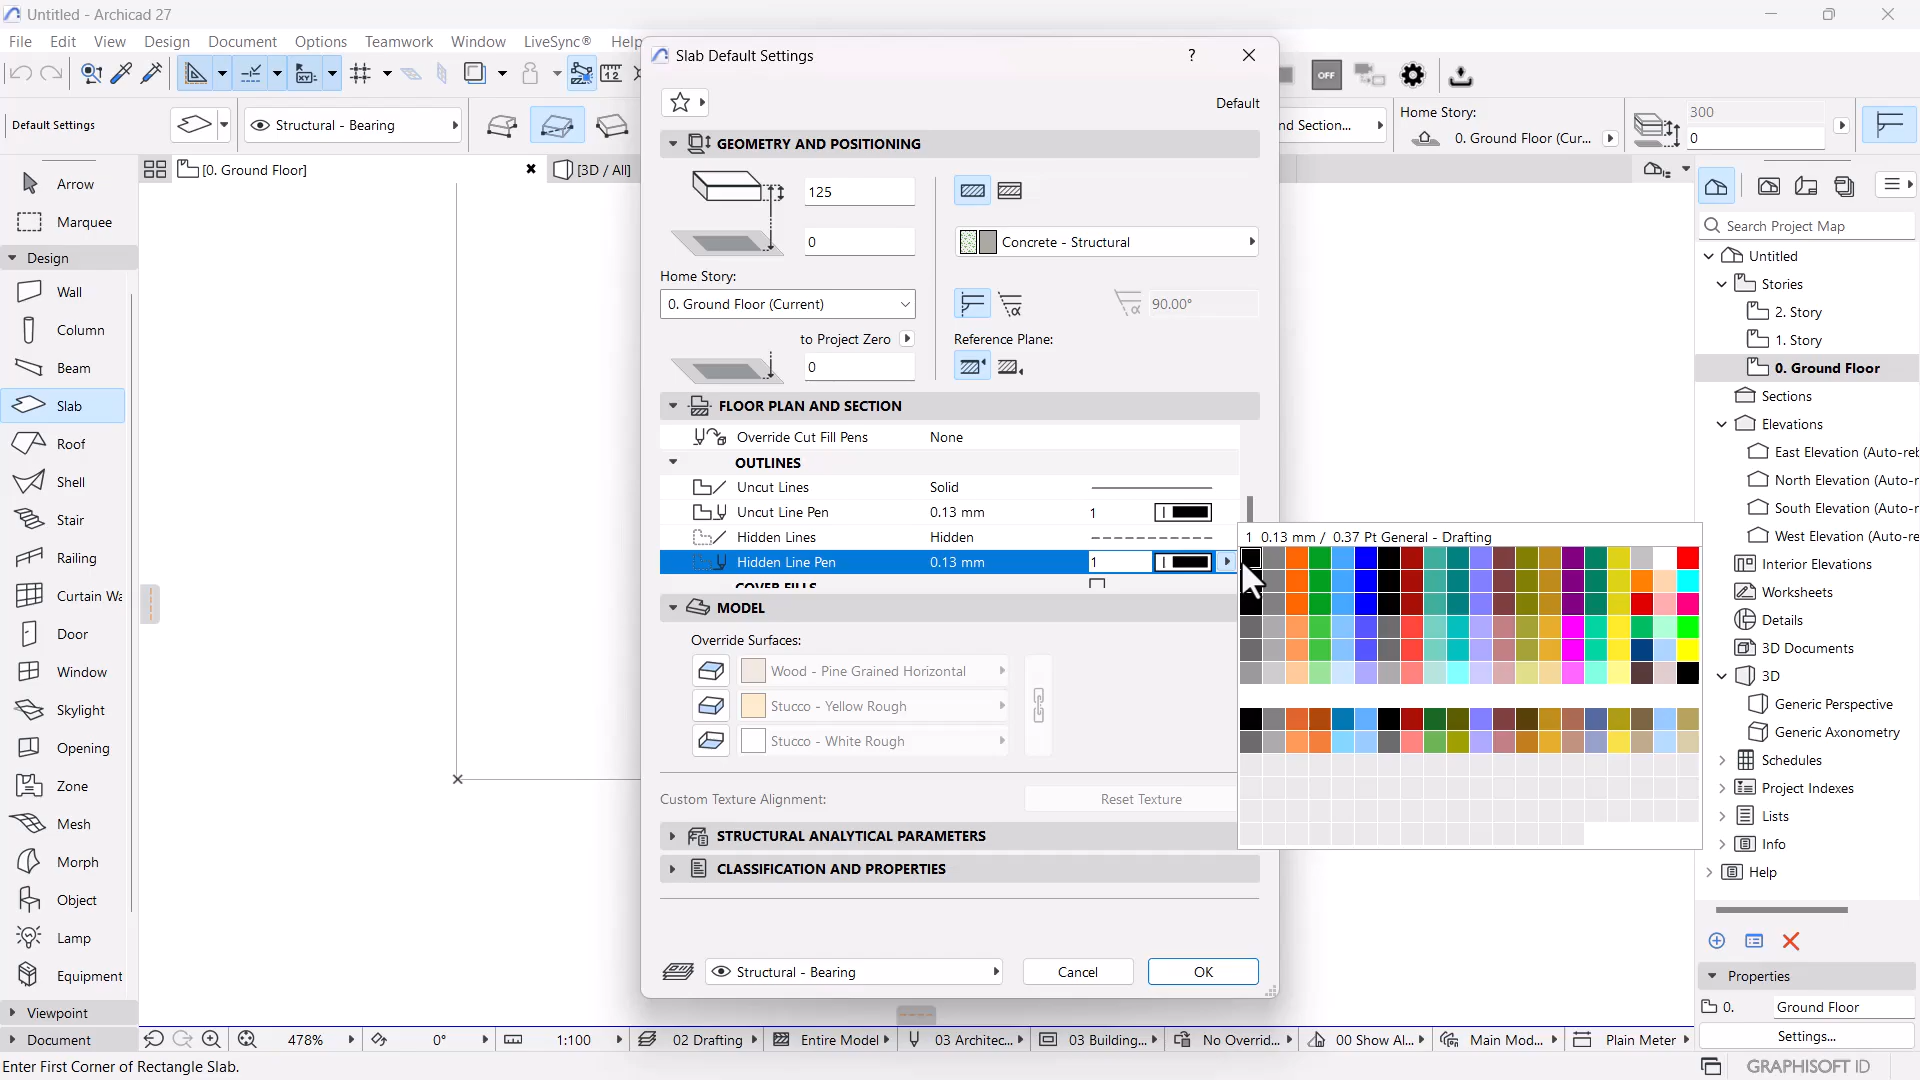 Untitled - Archicad 27
File Edit View Design Document Options Teamwork Window LiveSync® Help
Slab Default Settings
?
Default Settings
Structural - Bearing
Default
nd Section...
Home Story:
0. Ground Floor (Cur...
300
0
OFF
[0. Ground Floor]
[3D / All]
Arrow
Marquee
Design
Wall
Column
Beam
Slab
Roof
Shell
Stair
Railing
Curtain Wa
Door
Window
Skylight
Opening
Zone
Mesh
Morph
Object
Lamp
Equipment
Viewpoint
Document
GEOMETRY AND POSITIONING
125
0
Concrete - Structural
Home Story:
0. Ground Floor (Current)
90.00°
to Project Zero
Reference Plane:
0
FLOOR PLAN AND SECTION
Override Cut Fill Pens None
OUTLINES
Uncut Lines Solid
Uncut Line Pen 0.13 mm 1
Hidden Lines Hidden
Hidden Line Pen 0.13 mm 1
COVER FILLS
1 0.13 mm / 0.37 Pt General - Drafting
MODEL
Override Surfaces:
Wood - Pine Grained Horizontal
Stucco - Yellow Rough
Stucco - White Rough
Custom Texture Alignment:
Reset Texture
STRUCTURAL ANALYTICAL PARAMETERS
CLASSIFICATION AND PROPERTIES
Structural - Bearing
Cancel
OK
Search Project Map
Untitled
Stories
2. Story
1. Story
0. Ground Floor
Sections
Elevations
East Elevation (Auto-reb
North Elevation (Auto-r
South Elevation (Auto-r
West Elevation (Auto-re
Interior Elevations
Worksheets
Details
3D Documents
3D
Generic Perspective
Generic Axonometry
Schedules
Project Indexes
Lists
Info
Help
Properties
0. Ground Floor
Settings...
478% 0° 1:100 02 Drafting Entire Model 03 Architec... 03 Building... No Overrid... 00 Show Al... Main Mod... Plain Meter
Enter First Corner of Rectangle Slab.
GRAPHISOFT ID